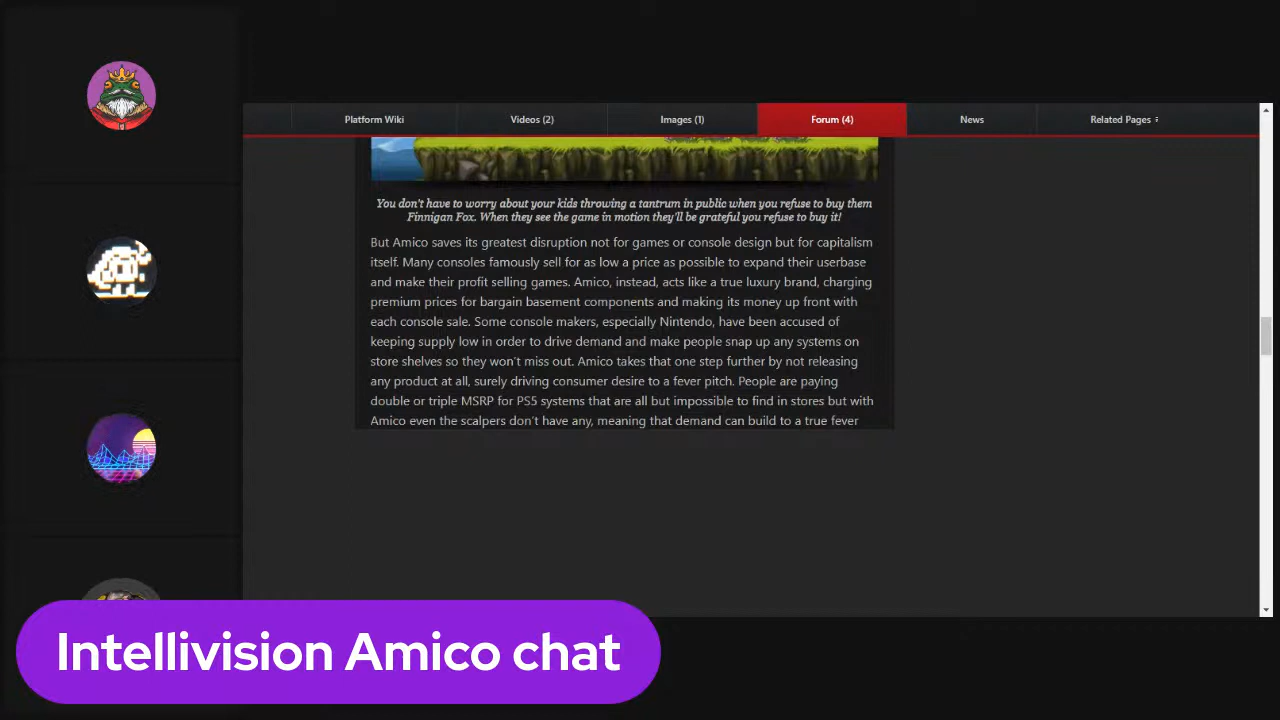 Platform Wiki
Videos (2)
Images (1)
Forum (4)
News
Related Pages
You don't have to worry about your kids throwing a tantrum in public when you refuse to buy them
Finnigan Fox. When they see the game in motion they'll be grateful you refuse to buy it!
But Amico saves its greatest disruption not for games or console design but for capitalism
itself. Many consoles famously sell for as low a price as possible to expand their userbase
and make their profit selling games. Amico, instead, acts like a true luxury brand, charging
premium prices for bargain basement components and making its money up front with
each console sale. Some console makers, especially Nintendo, have been accused of
keeping supply low in order to drive demand and make people snap up any systems on
store shelves so they won't miss out. Amico takes that one step further by not releasing
any product at all, surely driving consumer desire to a fever pitch. People are paying
double or triple MSRP for PS5 systems that are all but impossible to find in stores but with
Amico even the scalpers don't have any, meaning that demand can build to a true fever
Intellivision Amico chat